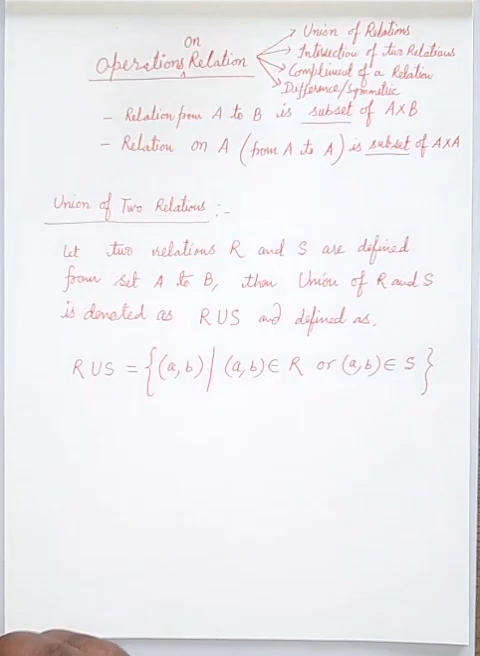 Operations on Relation
Union of Relations
Intersection of two Relations
Compliment of a Relation
Difference/Symmetric
- Relation from A to B is subset of A×B
- Relation on A (from A to A) is subset of A×A
Union of Two Relations :-
Let two relations R and S are defined
from set A to B, then Union of R and S
is denoted as R∪S and defined as,
R∪S = {(a,b) | (a,b) ∈ R or (a,b) ∈ S}